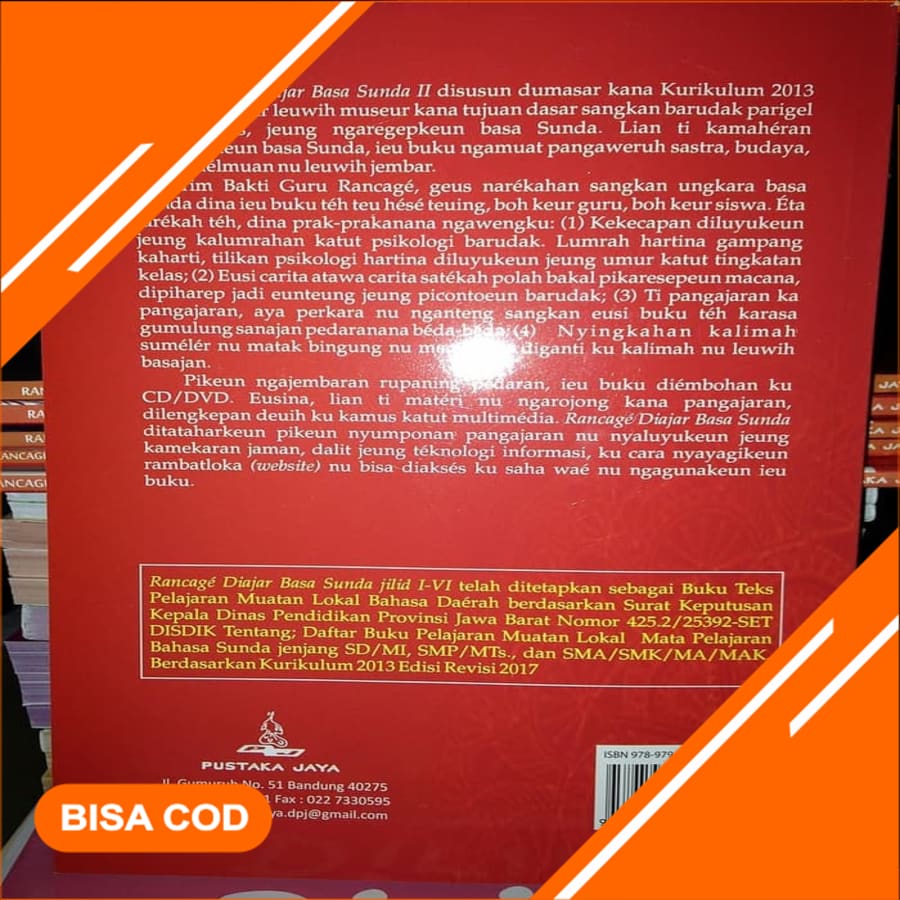 Basa Sunda II disusun dumasar kana Kurikulum 2013
leuwih museur kana tujuan dasar sangkan barudak parigel
jeung ngaregepkeun basa Sunda. Lian ti kamahéran
basa Sunda, ieu buku ngamuat pangaweruh sastra, budaya,
nu leuwih jembar.
Bakti Guru Rancagé, geus narékahan sangkan ungkara basa
dina ieu buku téh teu hésé teuing, boh keur guru, boh keur siswa. Éta
téh, dina prak-prakanana ngawengku: (1) Kekecapan diluyukeun
jeung kalumrahan katut psikologi barudak. Lumrah hartina gampang
kaharti, tilikan psikologi hartina diluyukeun jeung umur katut tingkatan
kelas; (2) Eusi carita atawa carita satékah polah bakal pikaresepeun macana,
dipiharep jadi eunteung jeung picontoeun barudak; (3) Ti pangajaran ka
pangajaran, aya perkara nu nganteng sangkan eusi buku téh karasa
gumulung sanajan pedaranana béda-béda; (4) Nyingkahan kalimah
sumélér nu matak bingung nu diganti ku kalimah nu leuwih
basajan.
Pikeun ngajembaran rupaning pedaran, ieu buku diémbohan ku
CD/DVD. Eusina, lian ti matéri nu ngarojong kana pangajaran,
dilengkepan deuih ku kamus katut multimédia. Rancagé Diajar Basa Sunda
ditataharkeun pikeun nyumponan pangajaran nu nyaluyukeun jeung
kamekaran jaman, dalit jeung téknologi informasi, ku cara nyayagikeun
rambatloka (website) nu bisa diaksés ku saha waé nu ngagunakeun ieu
buku.
Rancagé Diajar Basa Sunda jilid I-VI telah ditetapkan sebagai Buku Teks
Pelajaran Muatan Lokal Bahasa Daérah berdasarkan Surat Keputusan
Kepala Dinas Pendidikan Provinsi Jawa Barat Nomor 425.2/25392-SET
DISDIK Tentang; Daftar Buku Pelajaran Muatan Lokal Mata Pelajaran
Bahasa Sunda jenjang SD/MI, SMP/MTs., dan SMA/SMK/MA/MAK
Berdasarkan Kurikulum 2013 Edisi Revisi 2017
PUSTAKA JAYA
Jl. Gumuruh No. 51 Bandung 40275
Fax : 022 7330595
ya.dpj@gmail.com
ISBN 978-979
BISA COD